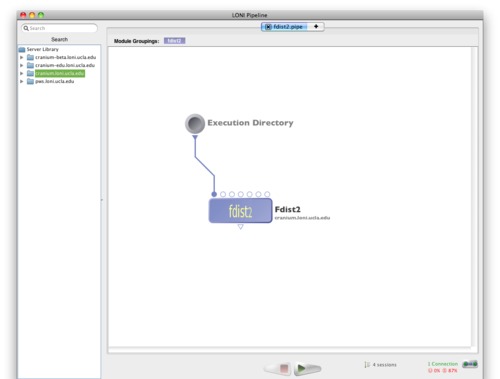 LONI Pipeline
Search
Fdist2.pipe
+
Search
Module Groupings: fdist2
Server Library
cranium-beta.loni.ucla.edu
cranium-edu.loni.ucla.edu
cranium.loni.ucla.edu
pws.loni.ucla.edu
Execution Directory
fdist2
Fdist2
cranium.loni.ucla.edu
4 sessions
1 Connection